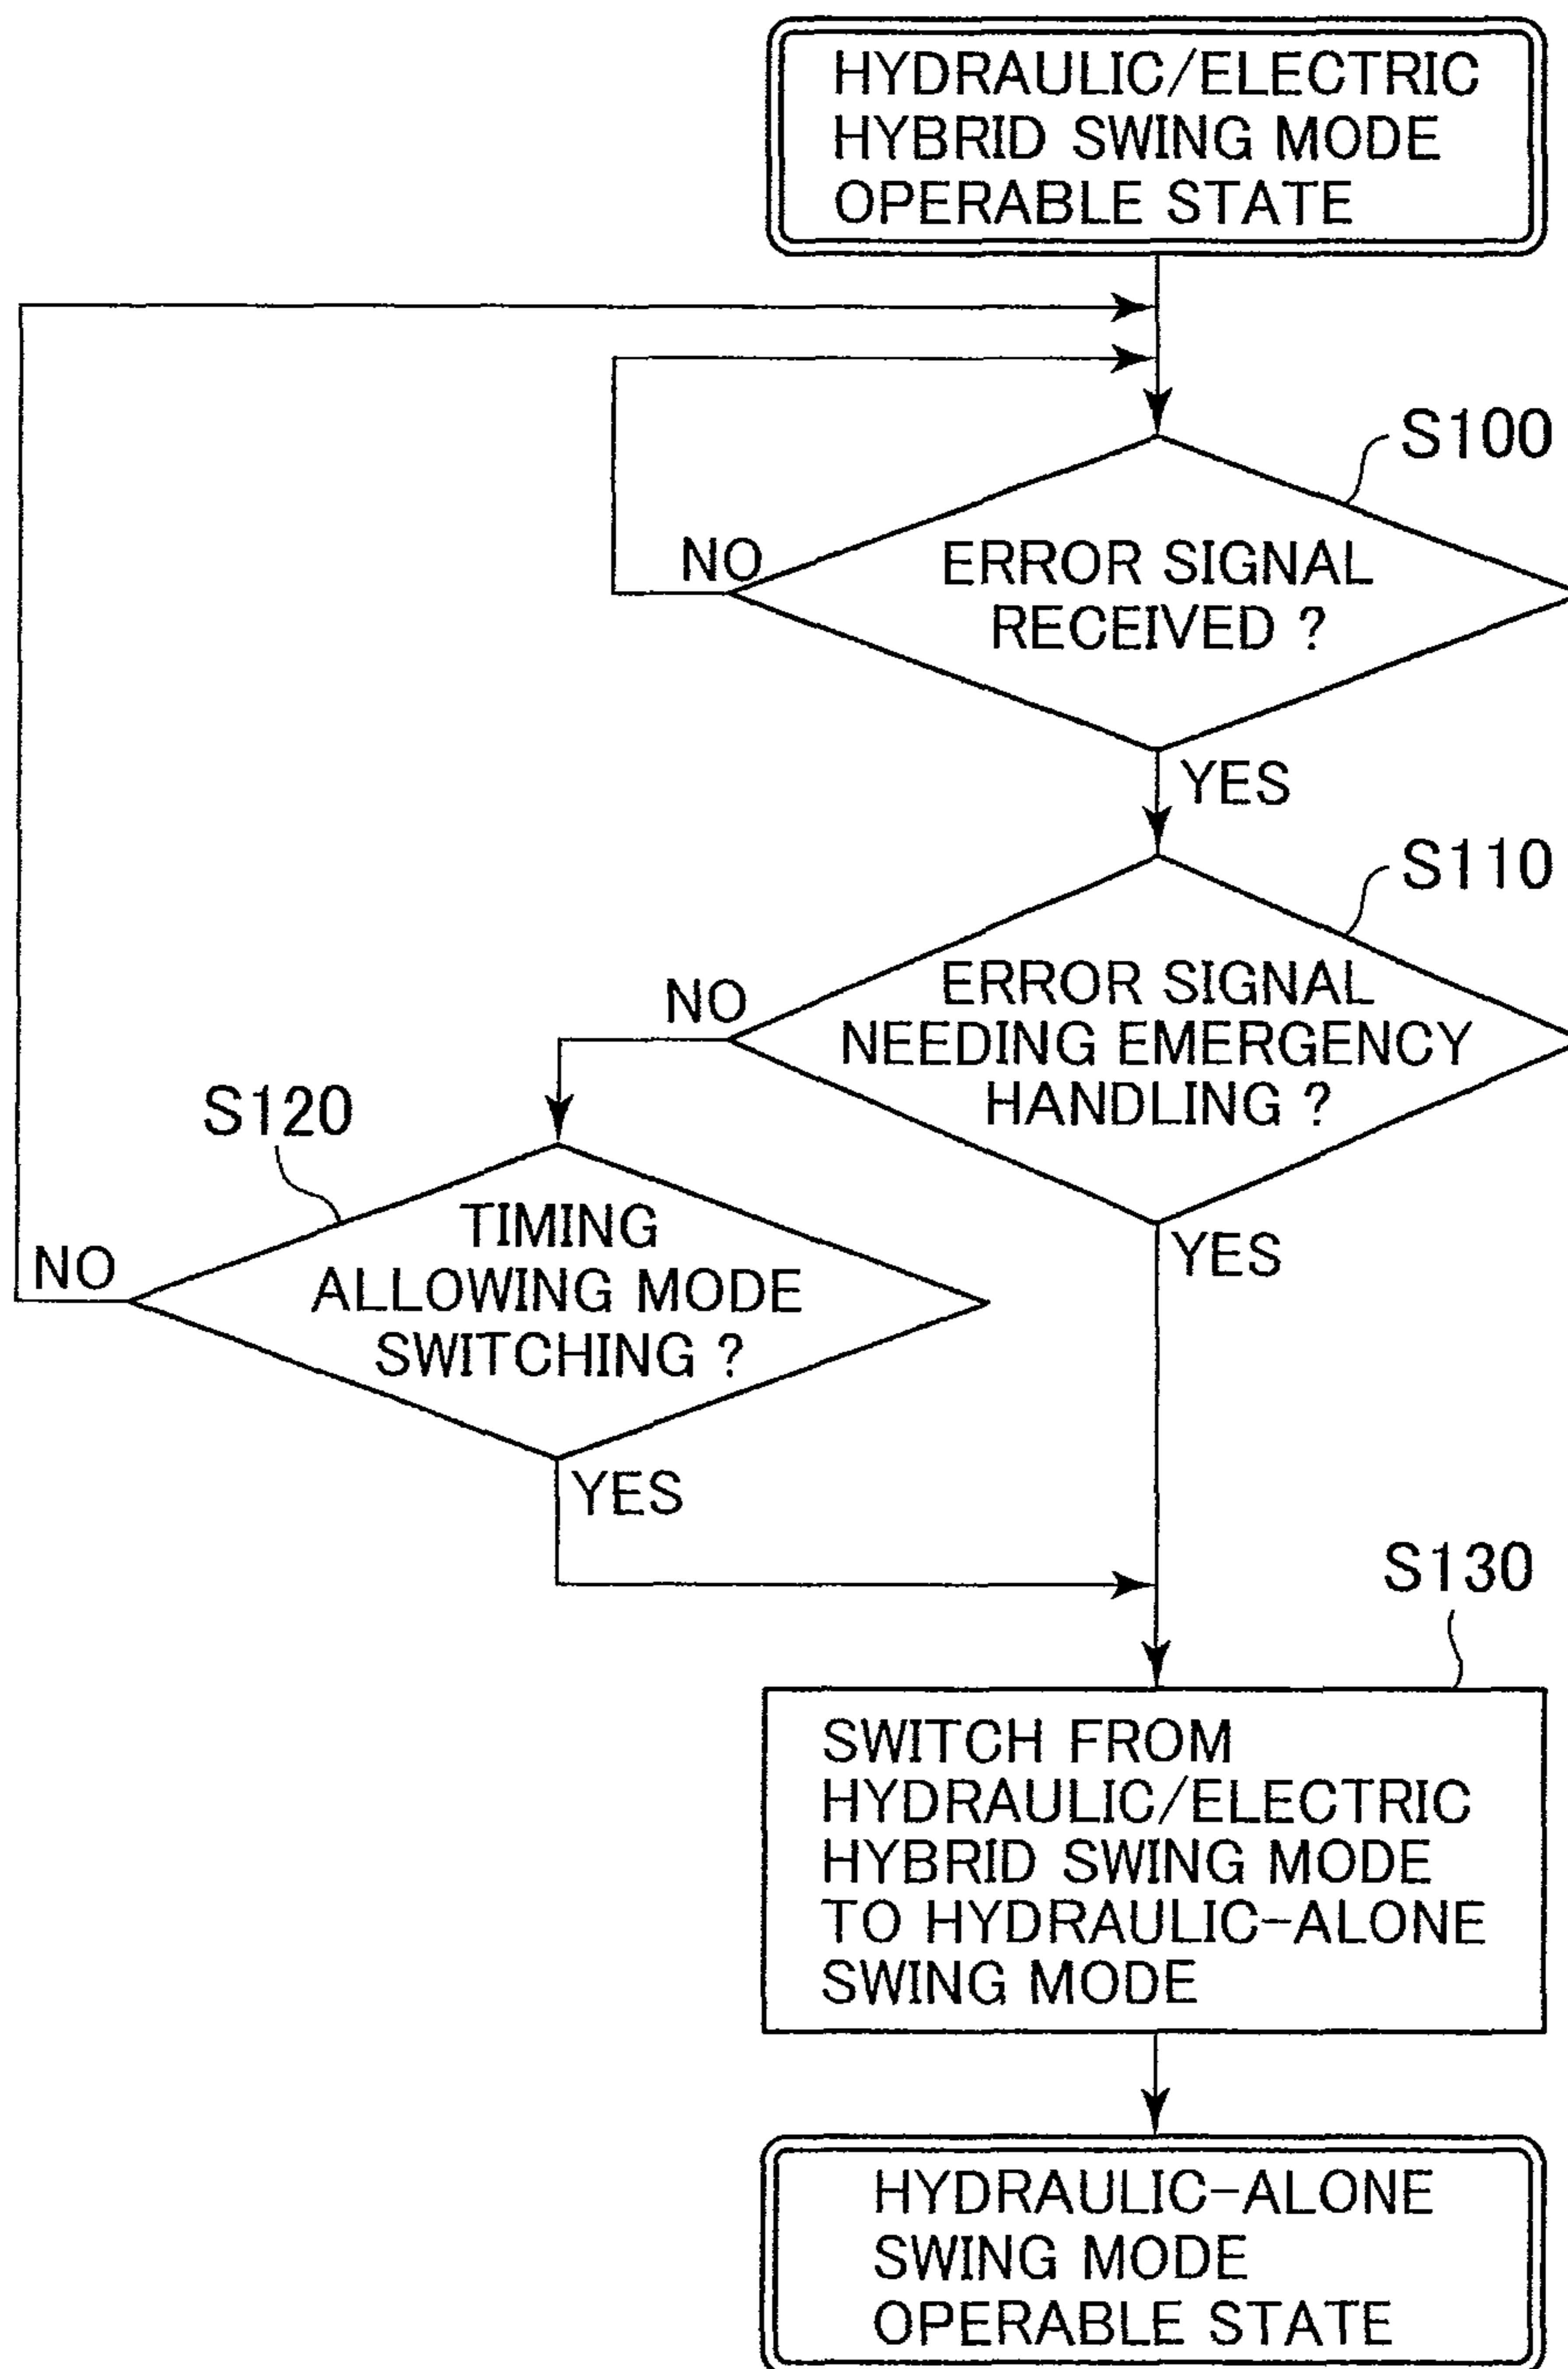 HYDRAULIC/ELECTRIC
HYBRID SWING MODE
OPERABLE STATE
S100
NO
ERROR SIGNAL
RECEIVED ?
YES
S110
NO
ERROR SIGNAL
NEEDING EMERGENCY
HANDLING ?
YES
S120
NO
TIMING
ALLOWING MODE
SWITCHING ?
YES
S130
SWITCH FROM
HYDRAULIC/ELECTRIC
HYBRID SWING MODE
TO HYDRAULIC-ALONE
SWING MODE
HYDRAULIC-ALONE
SWING MODE
OPERABLE STATE